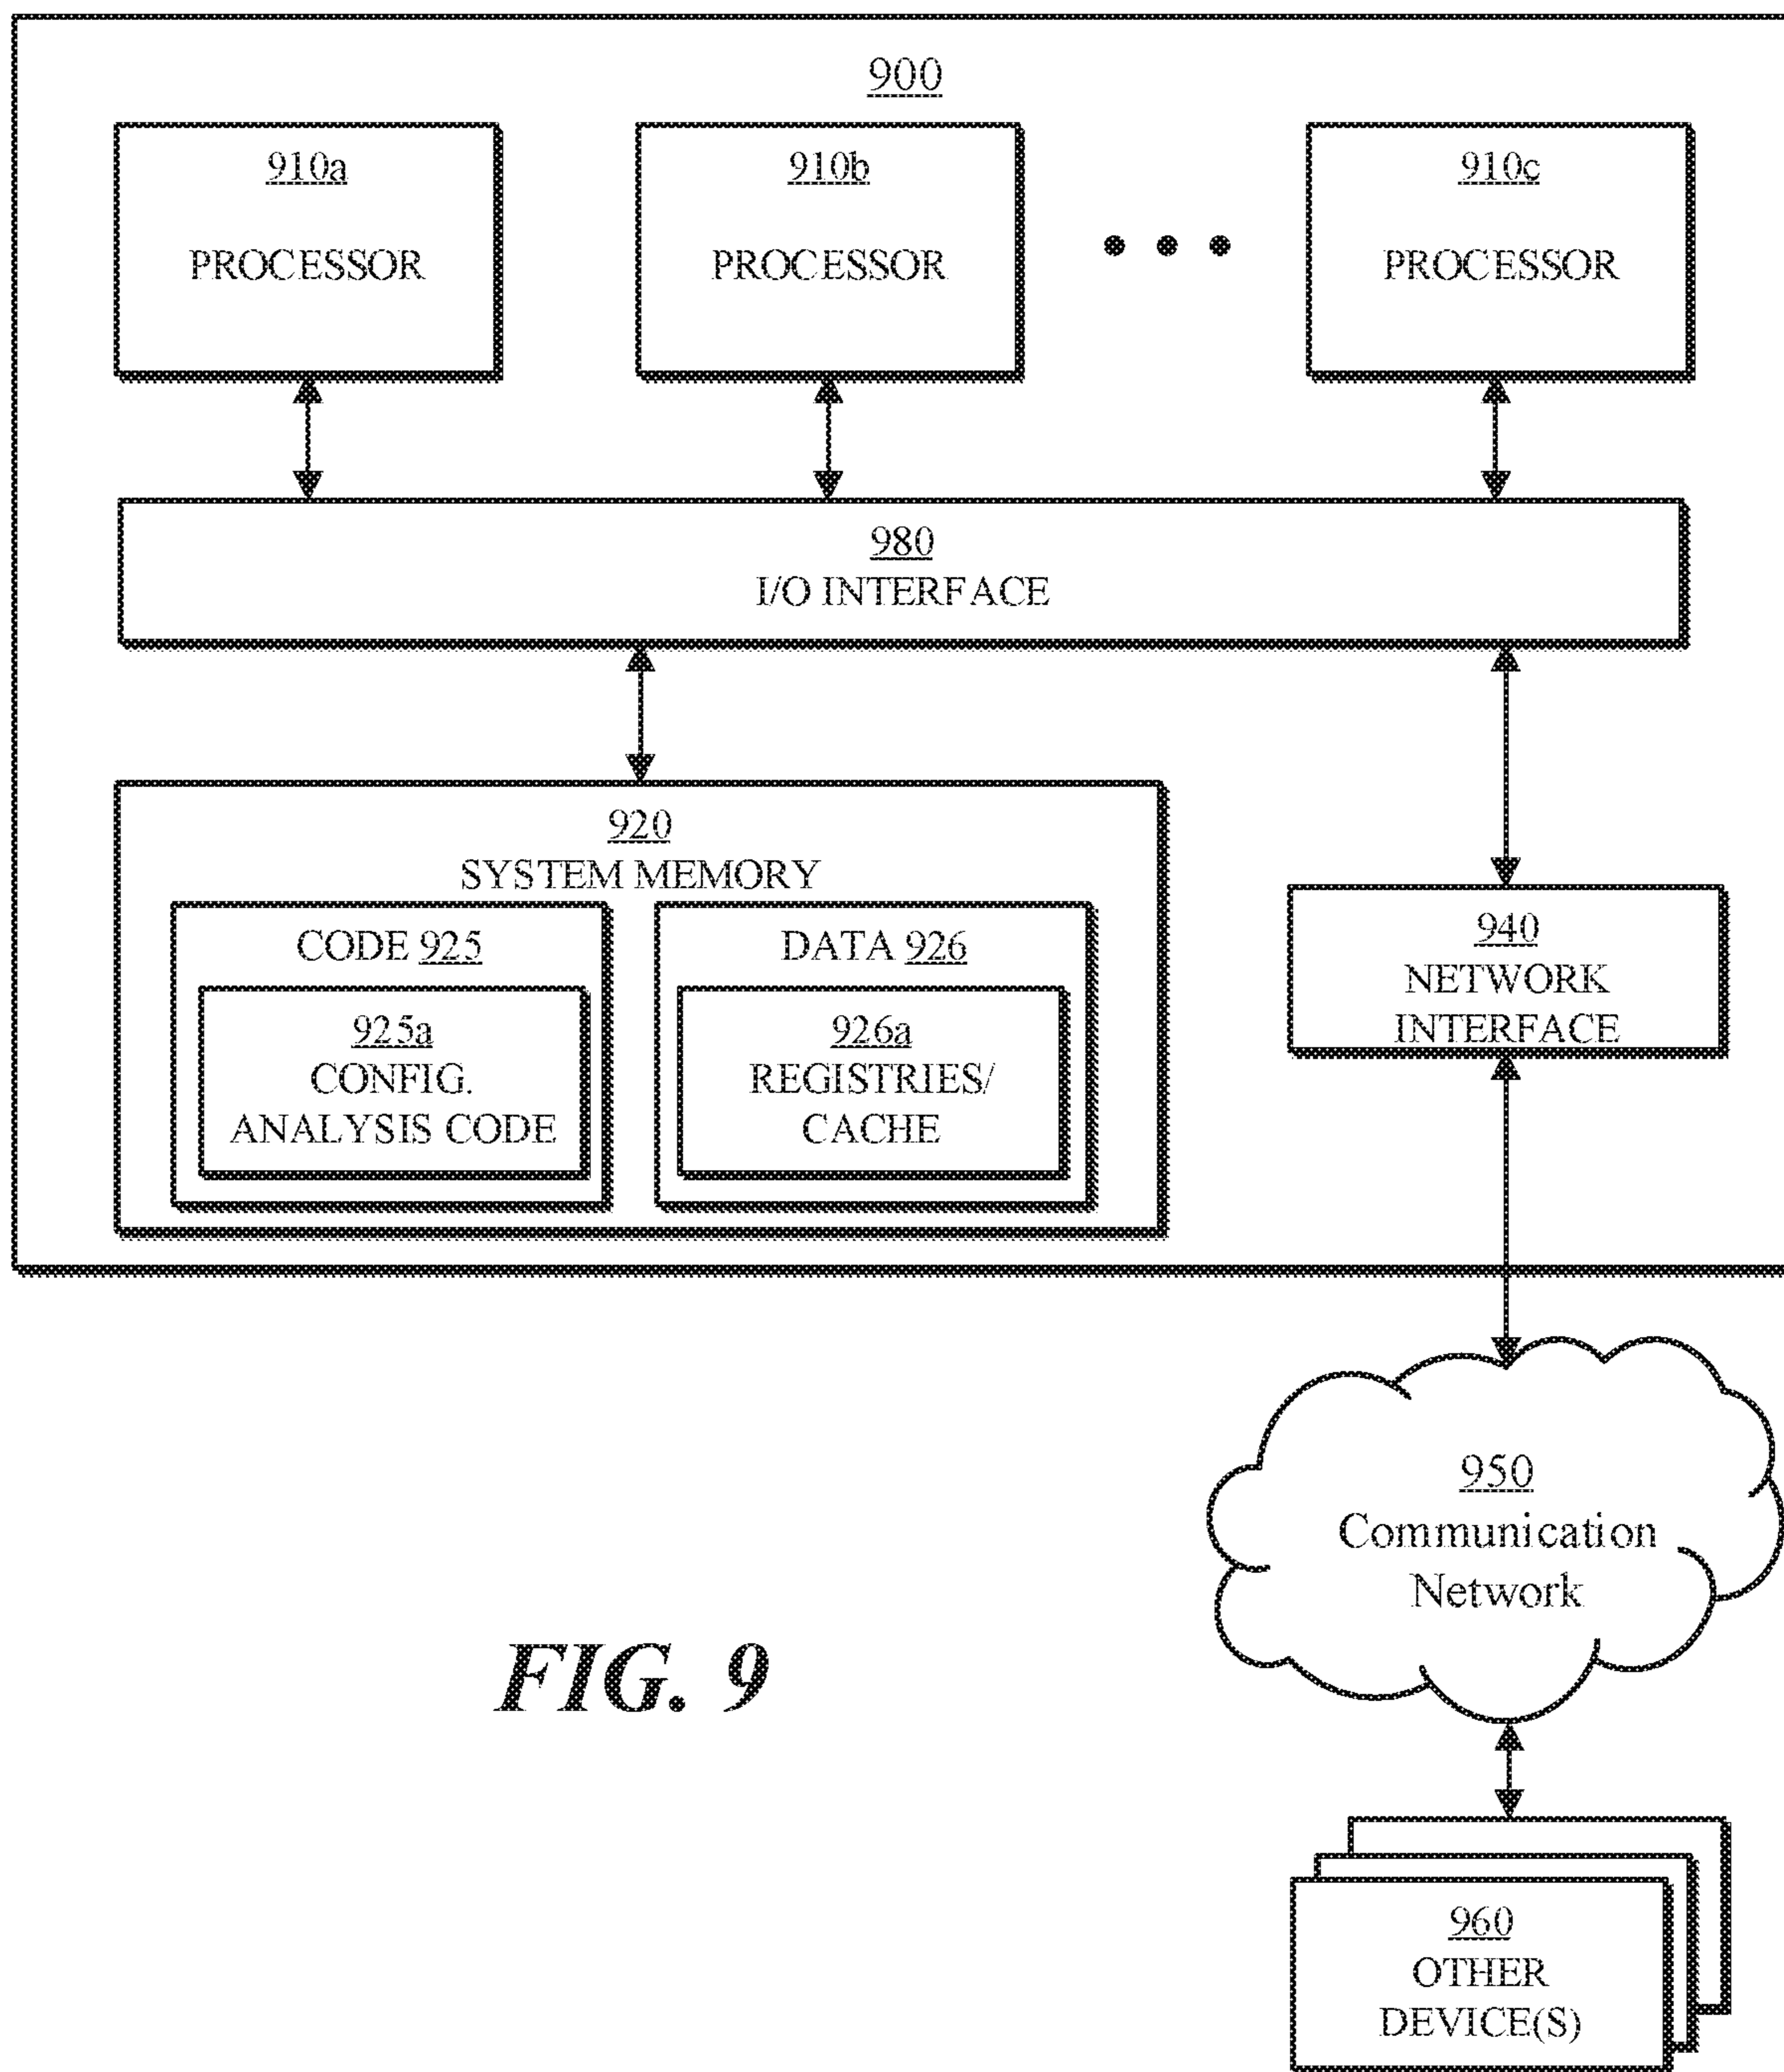 900
910a
PROCESSOR
910b
PROCESSOR
910c
PROCESSOR
980
I/O INTERFACE
920
SYSTEM MEMORY
CODE 925
925a
CONFIG.
ANALYSIS CODE
DATA 926
926a
REGISTRIES/
CACHE
940
NETWORK
INTERFACE
950
Communication
Network
FIG. 9
960
OTHER
DEVICE(S)